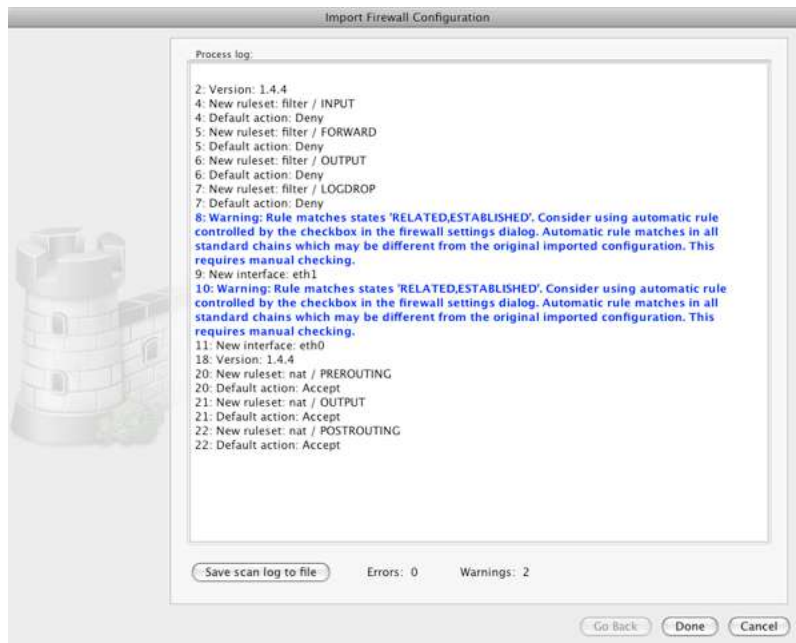 Import Firewall Configuration
Process log:
2: Version: 1.4.4
4: New ruleset: filter / INPUT
4: Default action: Deny
5: New ruleset: filter / FORWARD
5: Default action: Deny
6: New ruleset: filter / OUTPUT
6: Default action: Deny
7: New ruleset: filter / LOGDROP
7: Default action: Deny
8: Warning: Rule matches states 'RELATED,ESTABLISHED'. Consider using automatic rule
controlled by the checkbox in the firewall settings dialog. Automatic rule matches in all
standard chains which may be different from the original imported configuration. This
requires manual checking.
9: New interface: eth1
10: Warning: Rule matches states 'RELATED,ESTABLISHED'. Consider using automatic rule
controlled by the checkbox in the firewall settings dialog. Automatic rule matches in all
standard chains which may be different from the original imported configuration. This
requires manual checking.
11: New interface: eth0
18: Version: 1.4.4
20: New ruleset: nat / PREROUTING
20: Default action: Accept
21: New ruleset: nat / OUTPUT
21: Default action: Accept
22: New ruleset: nat / POSTROUTING
22: Default action: Accept
Save scan log to file Errors: 0 Warnings: 2
Go Back Done Cancel